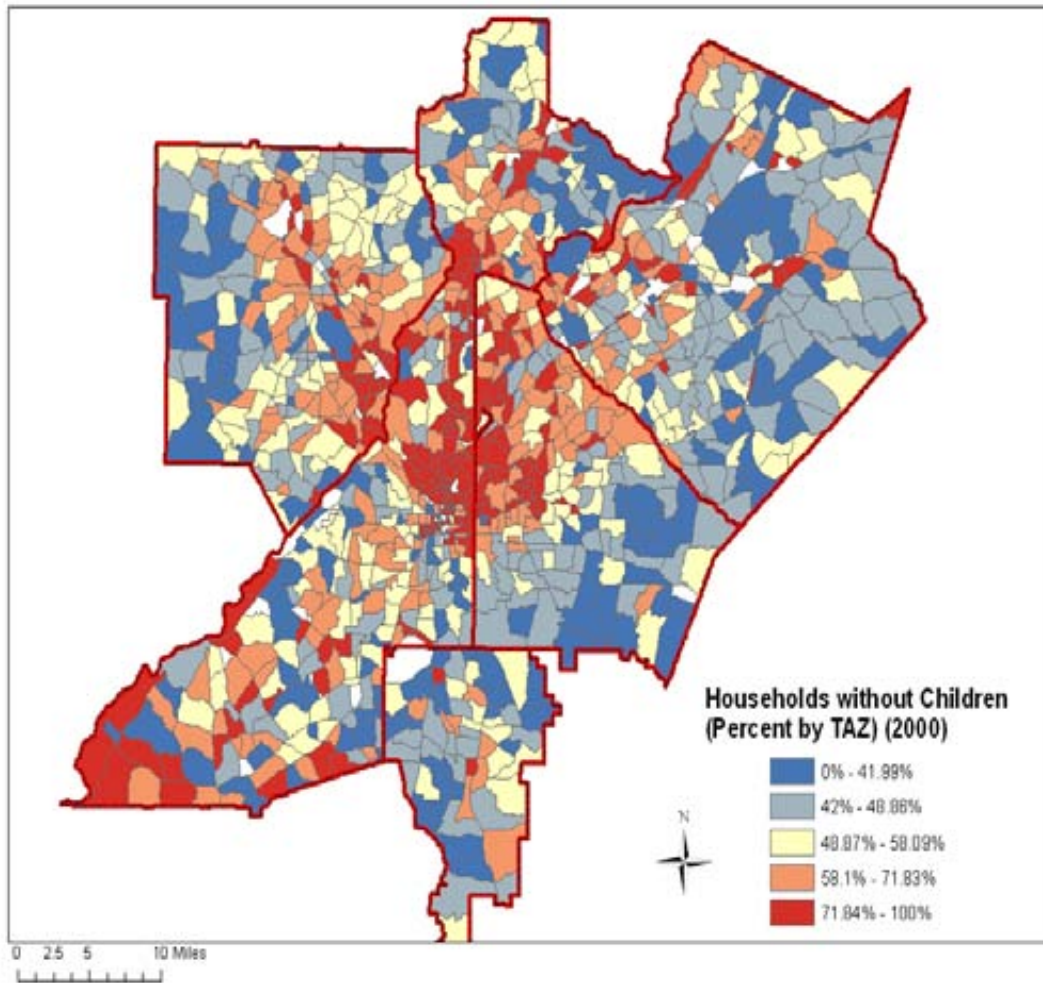 Households without Children
(Percent by TAZ) (2000)
0% - 41.99%
42% - 48.86%
48.87% - 58.09%
58.1% - 71.83%
71.84% - 100%
N
0 2.5 5 10 Miles